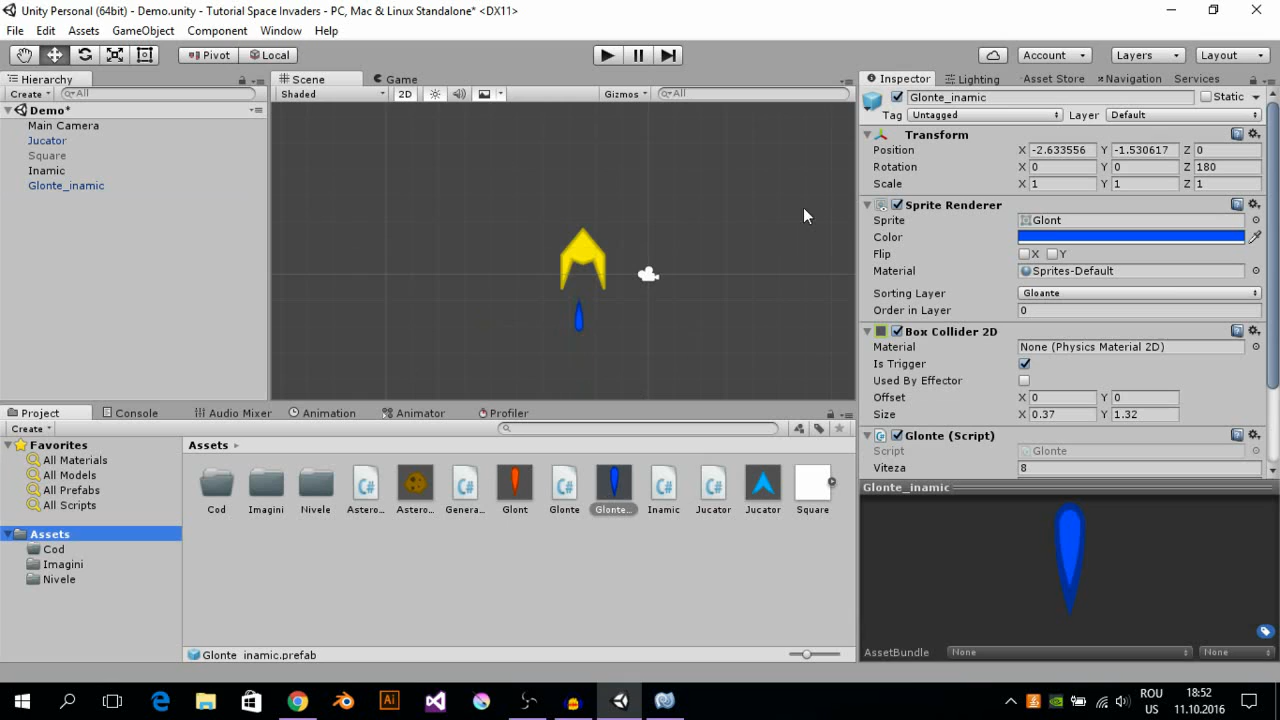 Unity Personal (64bit) - Demo.unity - Tutorial Space Invaders - PC, Mac & Linux Standalone* <DX11>
File Edit Assets GameObject Component Window Help
Pivot Local Account Layers Layout
Hierarchy
Create All
Demo*
Main Camera
Jucator
Square
Inamic
Glonte_inamic
Scene Game
Shaded 2D Gizmos All
Inspector Lighting Asset Store Navigation Services
Glonte_inamic Static
Tag Untagged Layer Default
Transform
Position X -2.633556 Y -1.530617 Z 0
Rotation X 0 Y 0 Z 180
Scale X 1 Y 1 Z 1
Sprite Renderer
Sprite Glont
Color
Flip X Y
Material Sprites-Default
Sorting Layer Gloante
Order in Layer 0
Box Collider 2D
Material None (Physics Material 2D)
Is Trigger
Used By Effector
Offset X 0 Y 0
Size X 0.37 Y 1.32
Glonte (Script)
Script Glonte
Viteza 8
Glonte_inamic
AssetBundle None None
Project Console Audio Mixer Animation Animator Profiler
Create
Favorites
All Materials
All Models
All Prefabs
All Scripts
Assets
Cod
Imagini
Nivele
Assets
Cod Imagini Nivele Astero... Astero... Genera... Glont Glonte Glonte... Inamic Jucator Jucator Square
Glonte inamic.prefab
ROU
US
18:52
11.10.2016